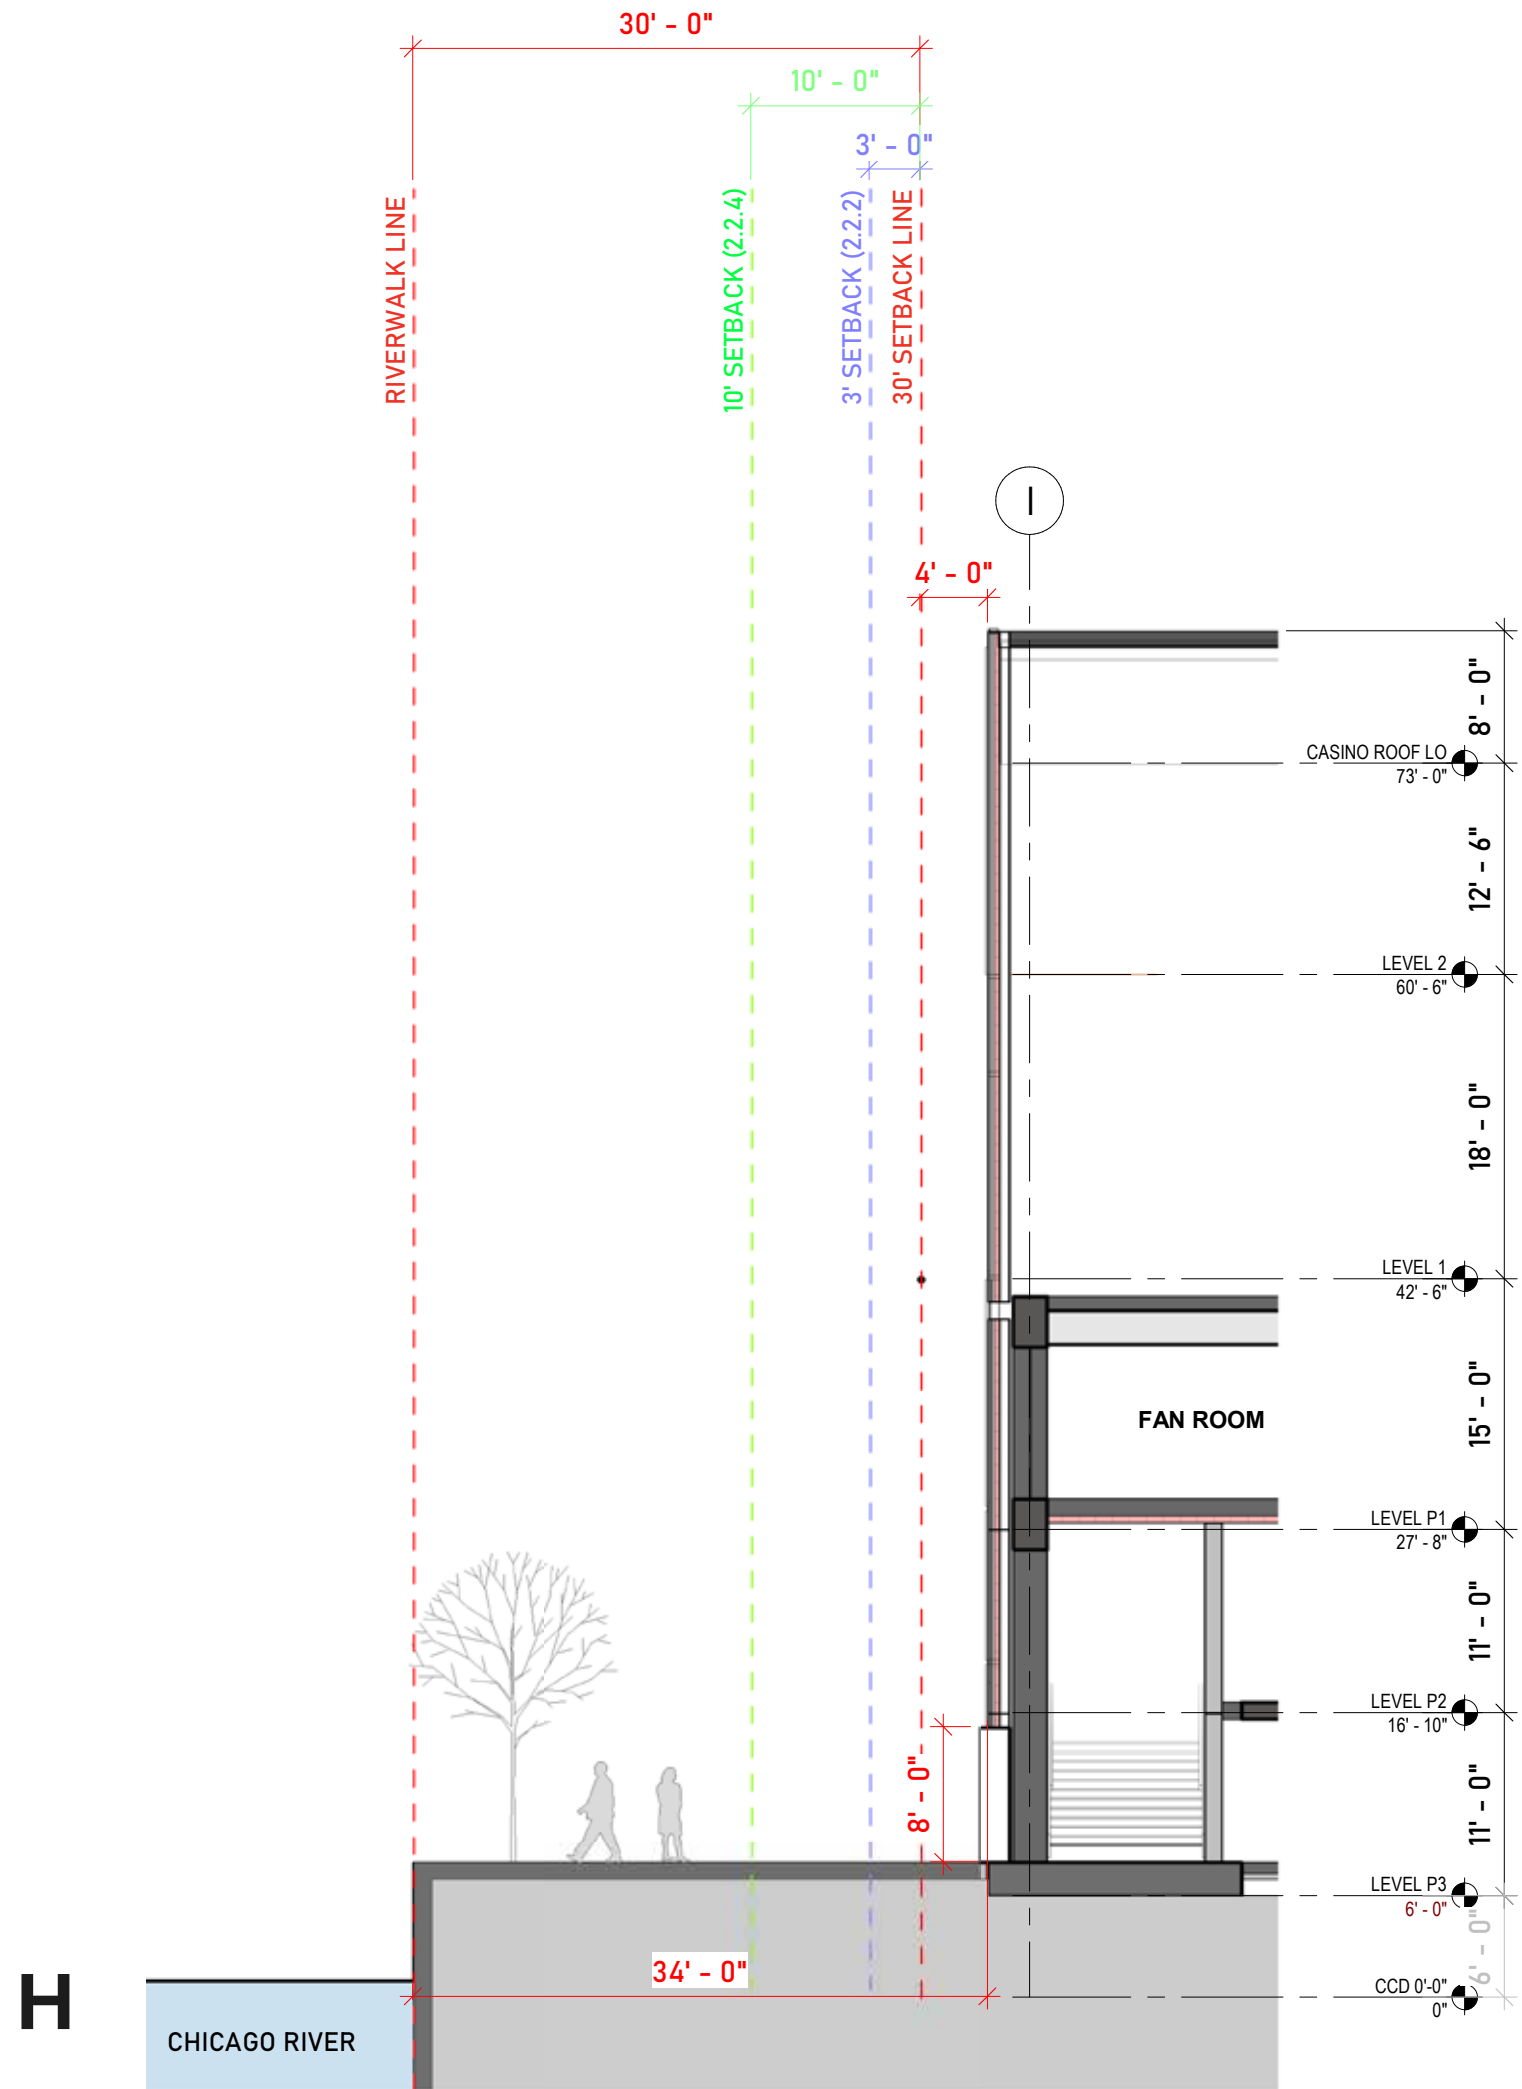 30' - 0"
10' - 0"
3' - 0"
RIVERWALK LINE
10' SETBACK (2.2.4)
3' SETBACK (2.2.2)
30' SETBACK LINE
I
4' - 0"
8' - 0"
CASINO ROOF LO
73' - 0"
12' - 6"
LEVEL 2
60' - 6"
18' - 0"
LEVEL 1
42' - 6"
15' - 0"
FAN ROOM
LEVEL P1
27' - 8"
11' - 0"
LEVEL P2
16' - 10"
8' - 0"
11' - 0"
LEVEL P3
6' - 0"
6' - 0"
34' - 0"
CCD 0'-0"
0"
H
CHICAGO RIVER